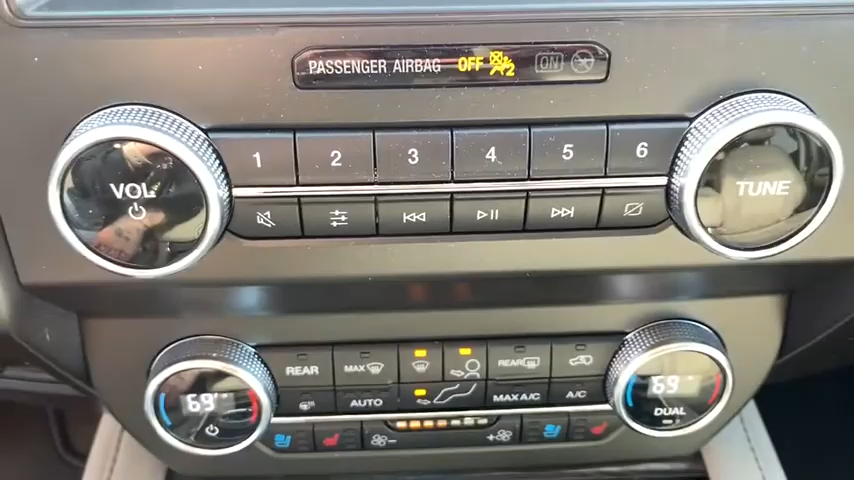 PASSENGER AIRBAG OFF 2 ON
1 2 3 4 5 6
VOL
TUNE
REAR MAX REAR
AUTO MAX A/C A/C
69° 69°
DUAL